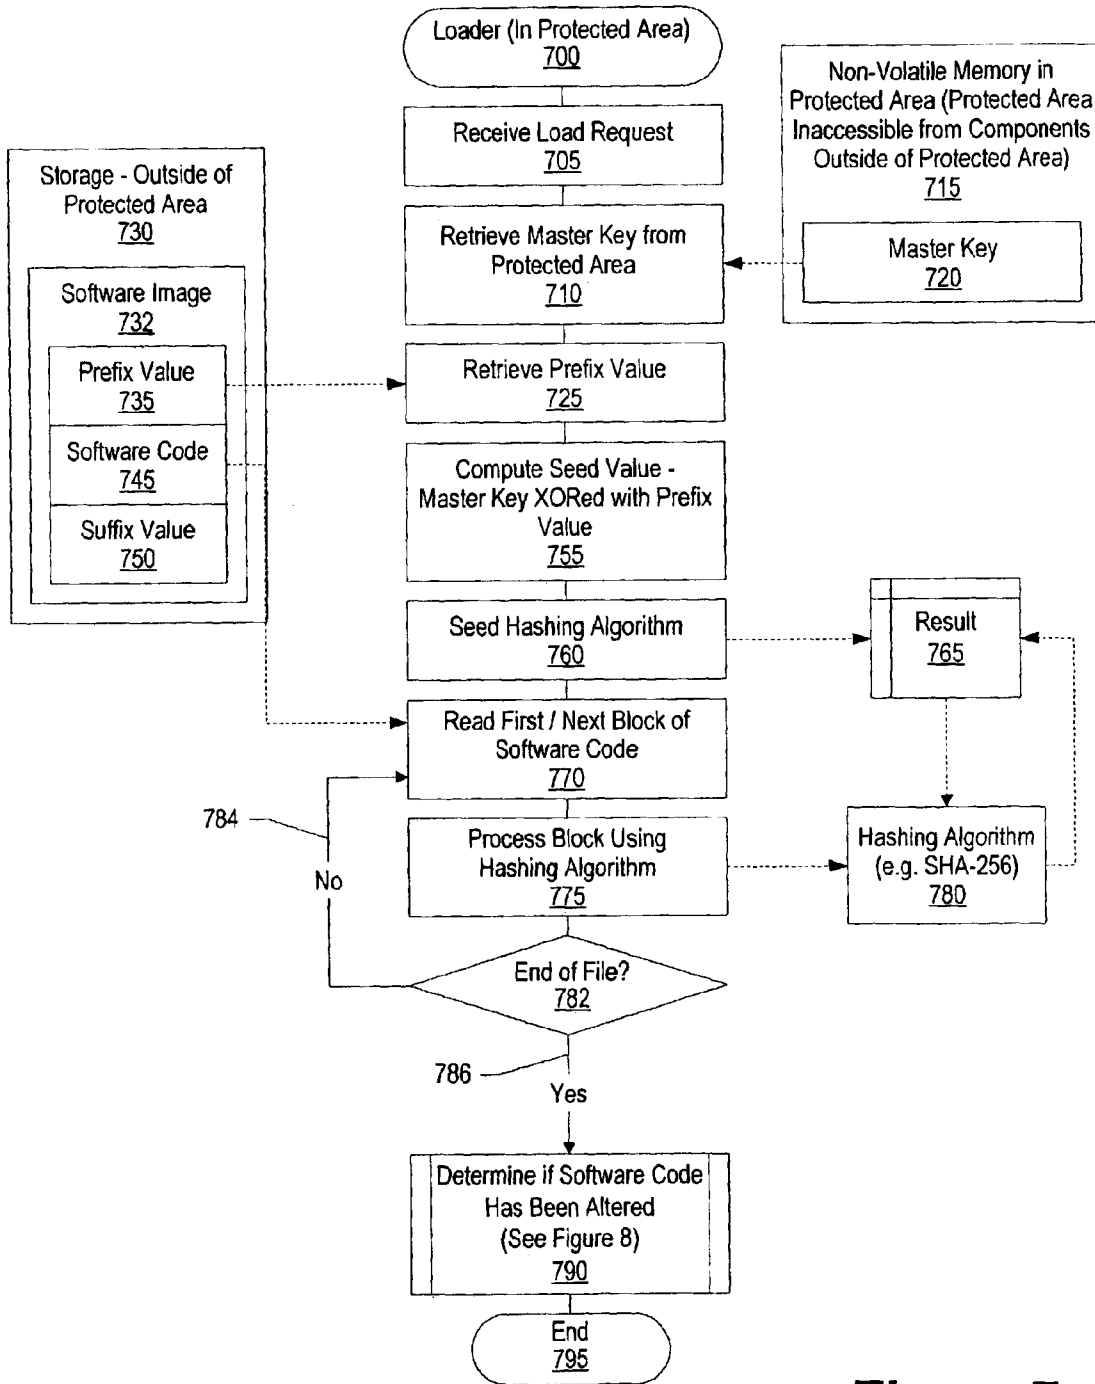 Loader (In Protected Area)
700
Non-Volatile Memory in
Protected Area (Protected Area
Inaccessible from Components
Outside of Protected Area)
715
Master Key
720
Receive Load Request
705
Storage - Outside of
Protected Area
730
Software Image
732
Prefix Value
735
Software Code
745
Suffix Value
750
Retrieve Master Key from
Protected Area
710
Retrieve Prefix Value
725
Compute Seed Value -
Master Key XORed with Prefix
Value
755
Seed Hashing Algorithm
760
Result
765
Read First / Next Block of
Software Code
770
784
No
Process Block Using
Hashing Algorithm
775
Hashing Algorithm
(e.g. SHA-256)
780
End of File?
782
786
Yes
Determine if Software Code
Has Been Altered
(See Figure 8)
790
End
795